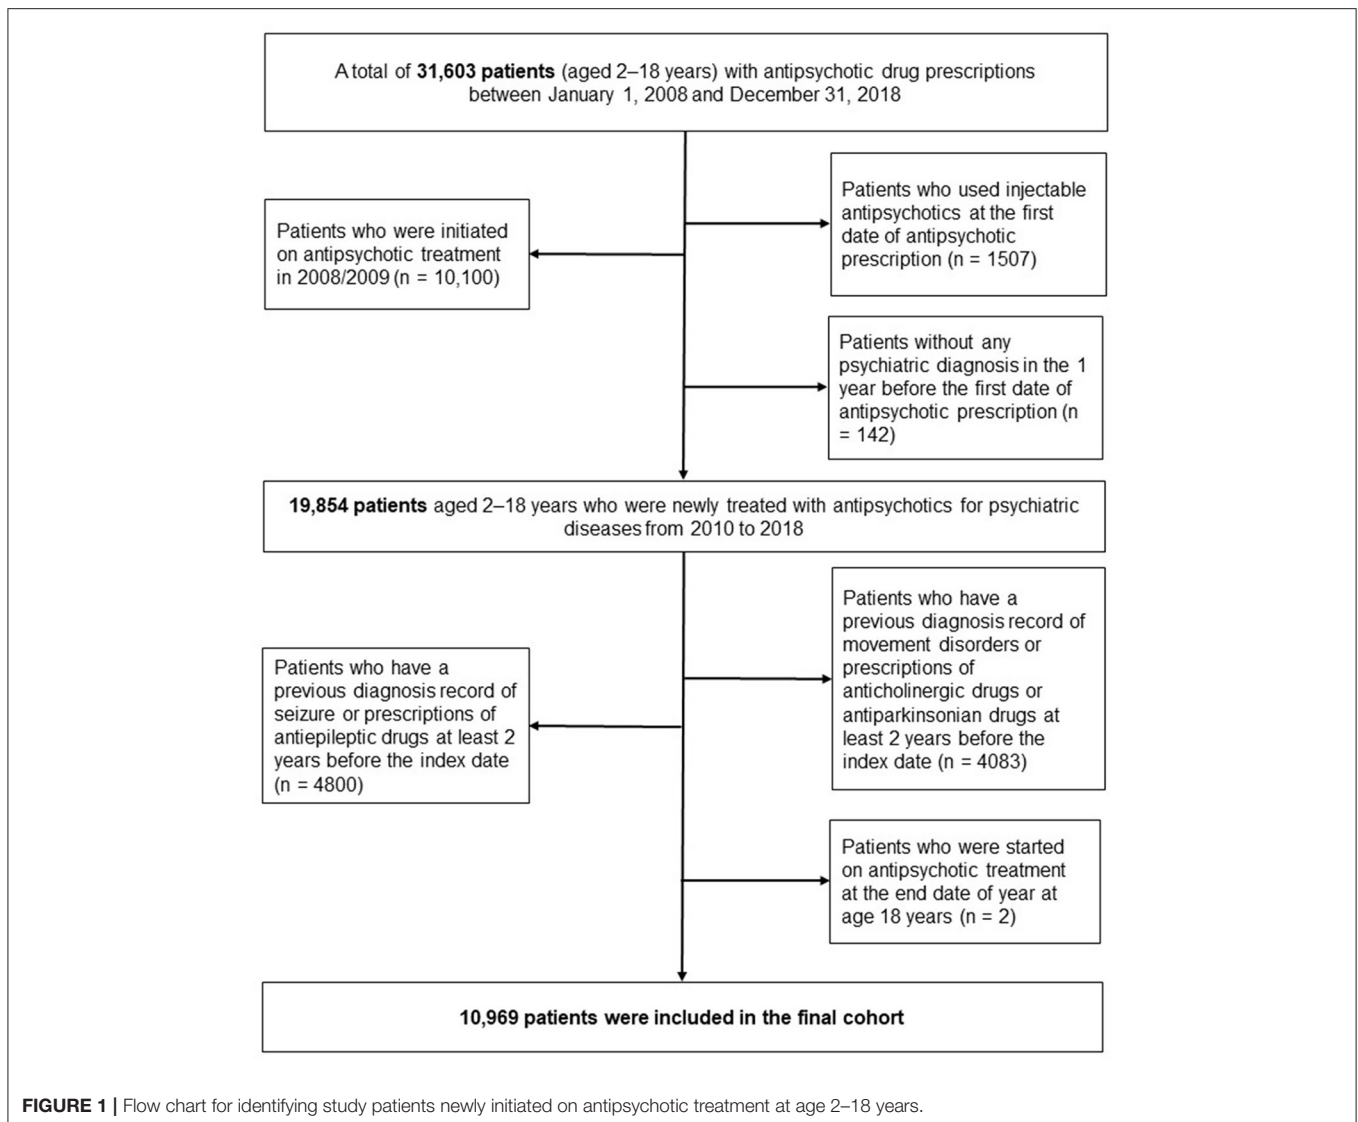 A total of 31,603 patients (aged 2–18 years) with antipsychotic drug prescriptions
between January 1, 2008 and December 31, 2018
Patients who used injectable
antipsychotics at the first
date of antipsychotic
prescription (n = 1507)
Patients who were initiated
on antipsychotic treatment
in 2008/2009 (n = 10,100)
Patients without any
psychiatric diagnosis in the 1
year before the first date of
antipsychotic prescription (n
= 142)
19,854 patients aged 2–18 years who were newly treated with antipsychotics for psychiatric
diseases from 2010 to 2018
Patients who have a
previous diagnosis record of
movement disorders or
prescriptions of
anticholinergic drugs or
antiparkinsonian drugs at
least 2 years before the
index date (n = 4083)
Patients who have a
previous diagnosis record of
seizure or prescriptions of
antiepileptic drugs at least 2
years before the index date
(n = 4800)
Patients who were started
on antipsychotic treatment
at the end date of year at
age 18 years (n = 2)
10,969 patients were included in the final cohort
FIGURE 1 | Flow chart for identifying study patients newly initiated on antipsychotic treatment at age 2–18 years.